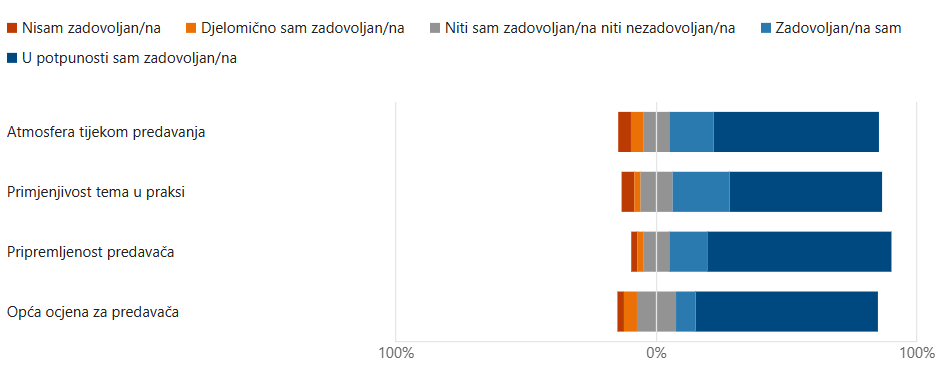 Nisam zadovoljan/na Djelomično sam zadovoljan/na Niti sam zadovoljan/na niti nezadovoljan/na Zadovoljan/na sam
U potpunosti sam zadovoljan/na
Atmosfera tijekom predavanja
Primjenjivost tema u praksi
Pripremljenost predavača
Opća ocjena za predavača
100% 0% 100%